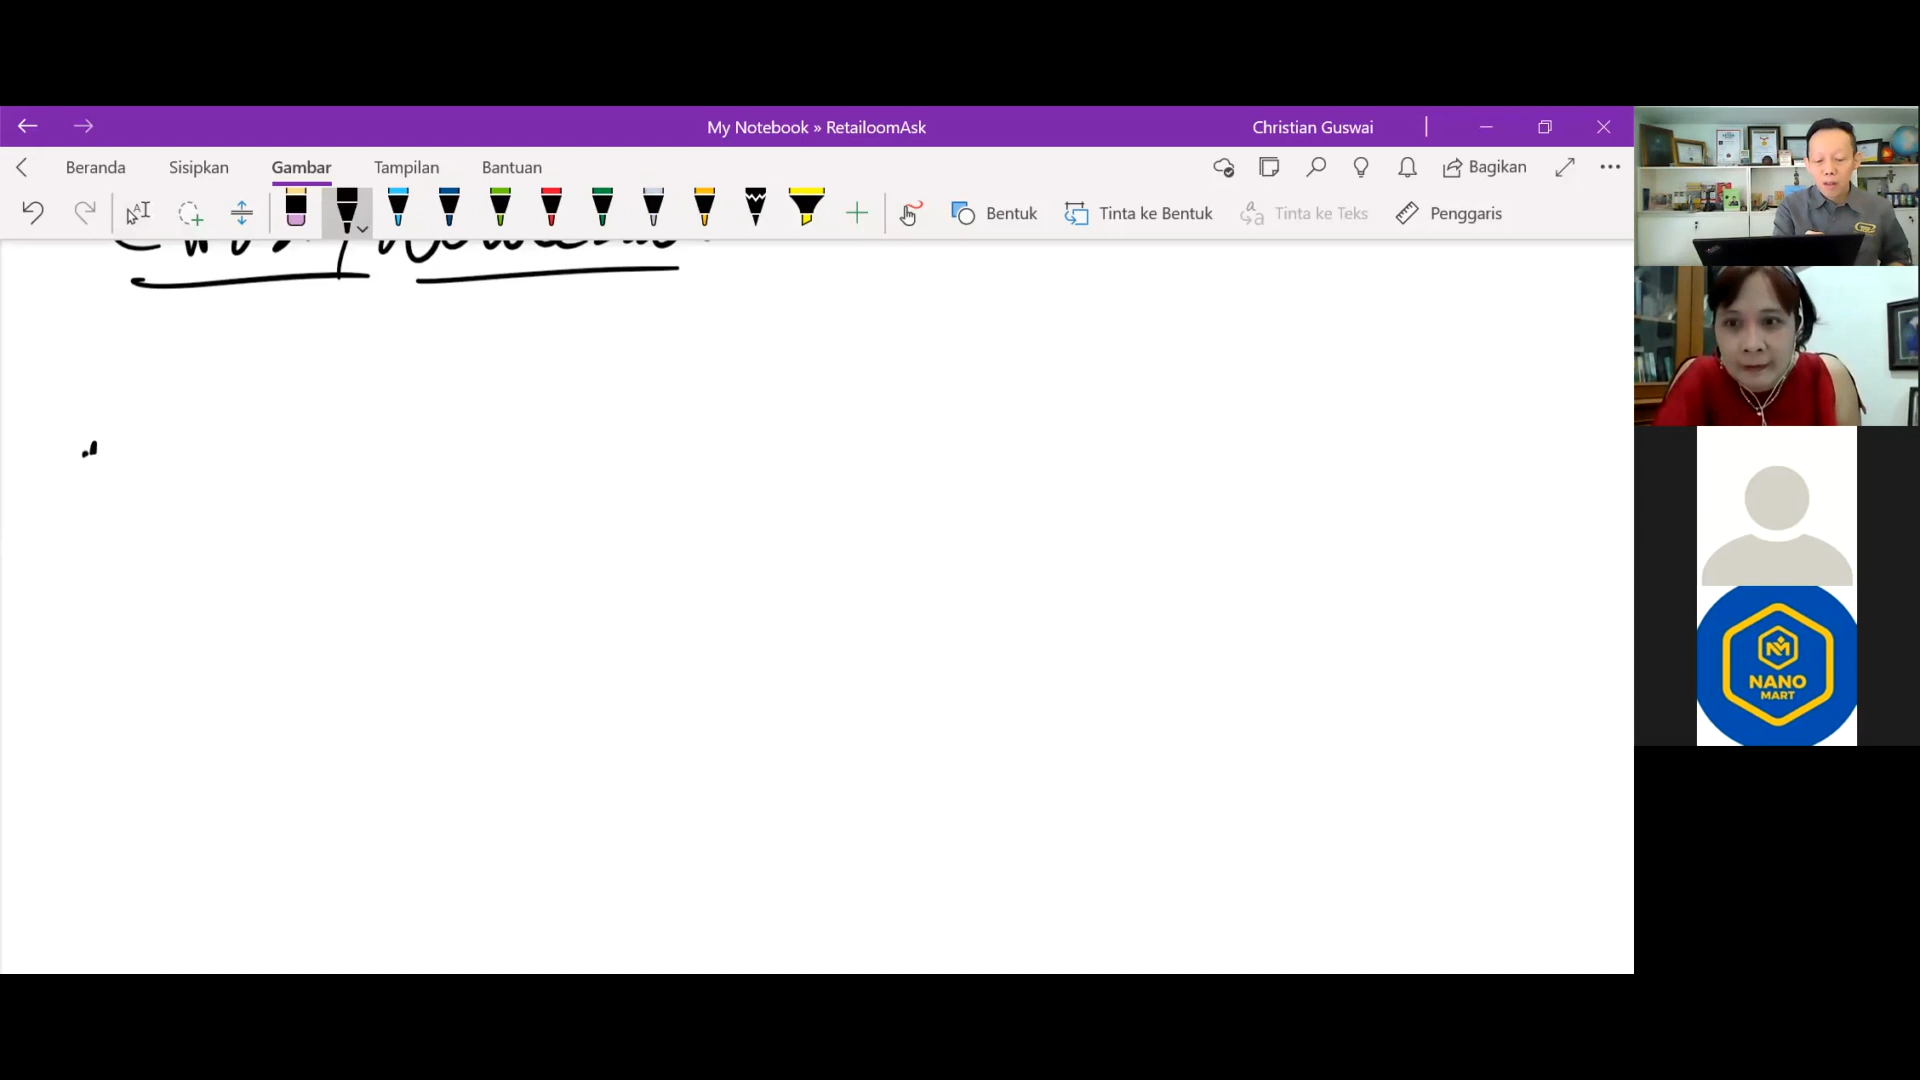 My Notebook » RetailoomAsk
Christian Guswai
Beranda Sisipkan Gambar Tampilan Bantuan
Bagikan
Bentuk Tinta ke Bentuk Tinta ke Teks Penggaris
NANO
MART